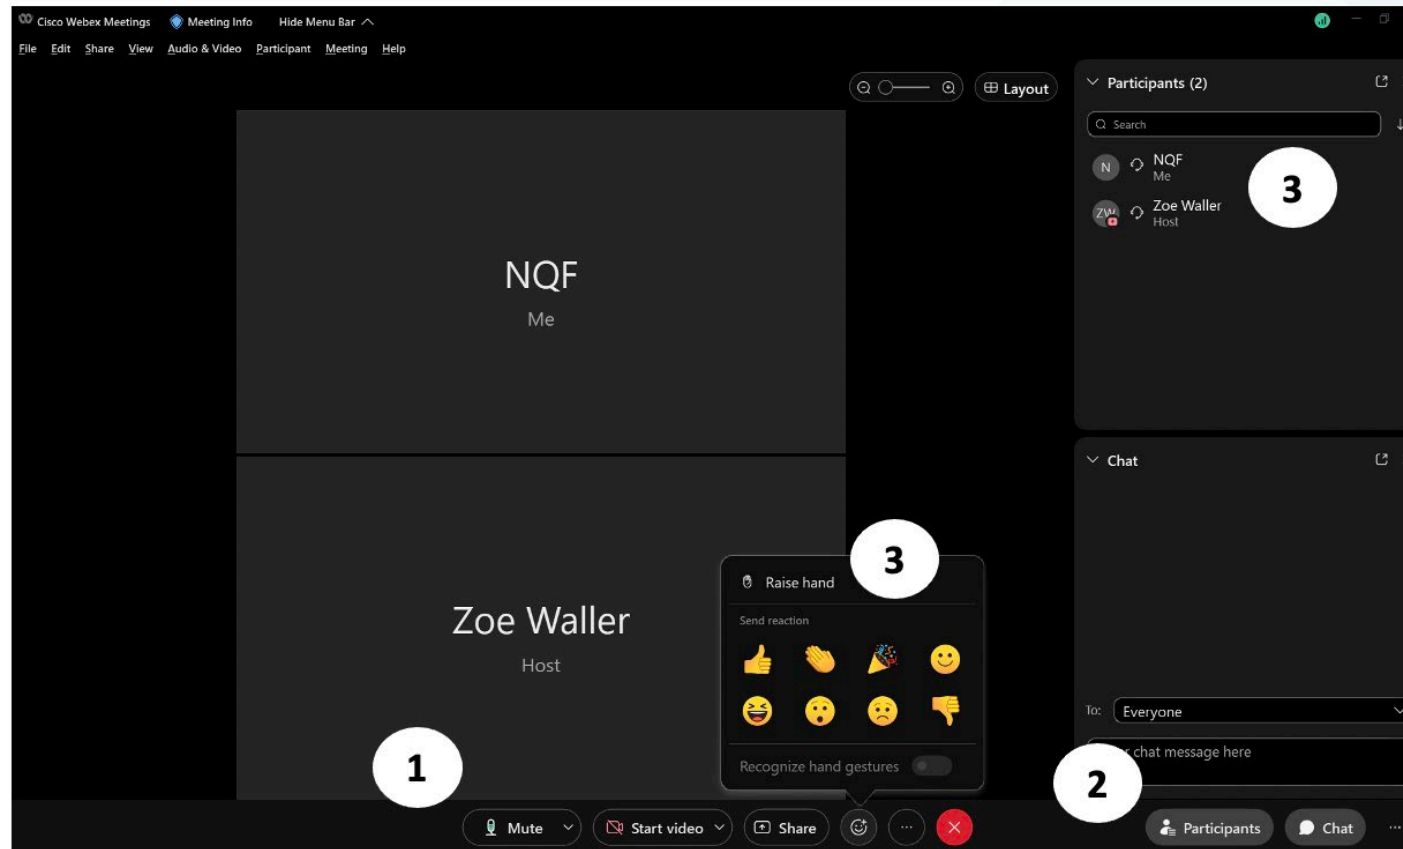 Cisco Webex Meetings Meeting Info Hide Menu Bar
File Edit Share View Audio & Video Participant Meeting Help
Layout
NQF
Me
Zoe Waller
Host
1
3
Raise hand
Send reaction
Recognize hand gestures
Mute Start video Share
Participants (2)
Search
N NQF
Me
3
ZW Zoe Waller
Host
Chat
To: Everyone
chat message here
2
Participants Chat